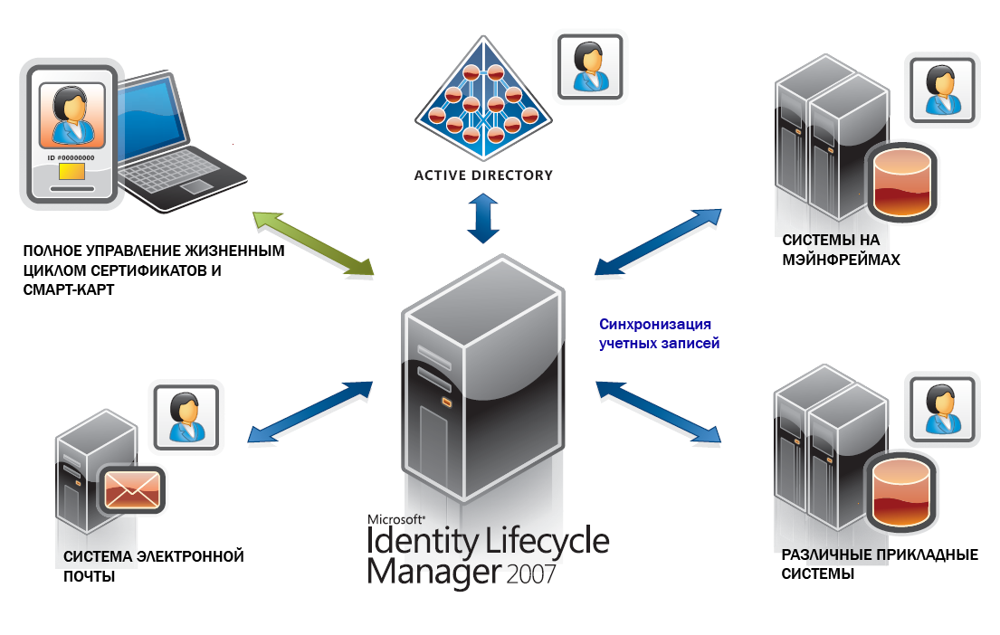 ID #00000000
ACTIVE DIRECTORY
ПОЛНОЕ УПРАВЛЕНИЕ ЖИЗНЕННЫМ
ЦИКЛОМ СЕРТИФИКАТОВ И
СМАРТ-КАРТ
СИСТЕМЫ НА
МЭЙНФРЕЙМАХ
Синхронизация
учетных записей
СИСТЕМА ЭЛЕКТРОННОЙ
ПОЧТЫ
Microsoft®
Identity Lifecycle
Manager 2007
РАЗЛИЧНЫЕ ПРИКЛАДНЫЕ
СИСТЕМЫ